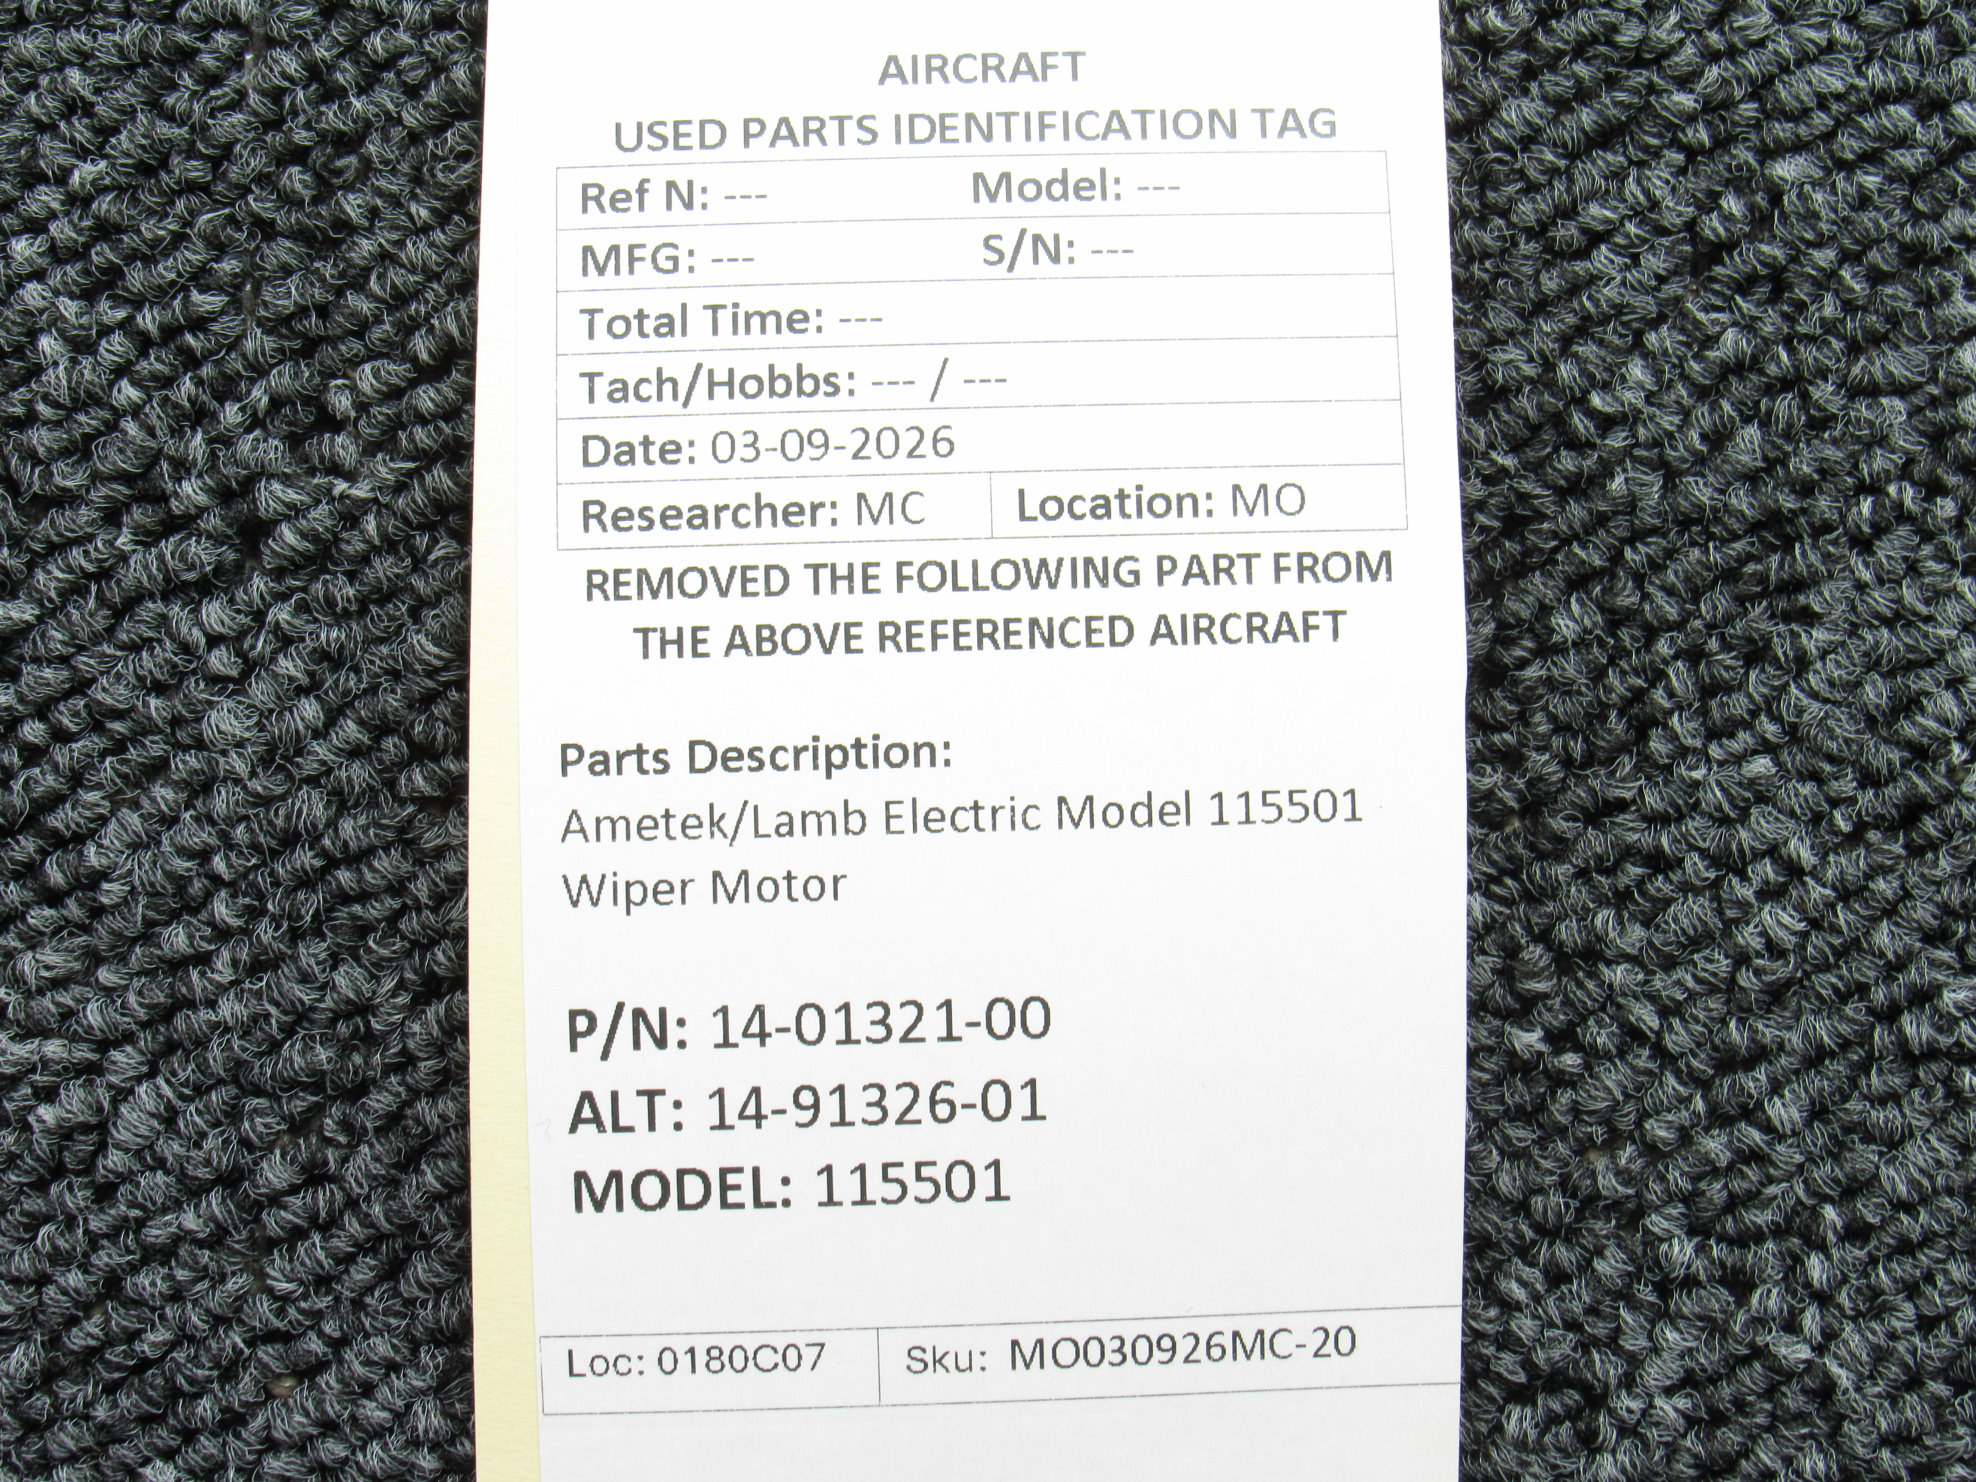 AIRCRAFT
USED PARTS IDENTIFICATION TAG
Ref N: --- Model: ---
MFG: --- S/N: ---
Total Time: ---
Tach/Hobbs: --- / ---
Date: 03-09-2026
Researcher: MC Location: MO
REMOVED THE FOLLOWING PART FROM
THE ABOVE REFERENCED AIRCRAFT
Parts Description:
Ametek/Lamb Electric Model 115501
Wiper Motor
P/N: 14-01321-00
ALT: 14-91326-01
MODEL: 115501
Loc: 0180C07 Sku: MO030926MC-20